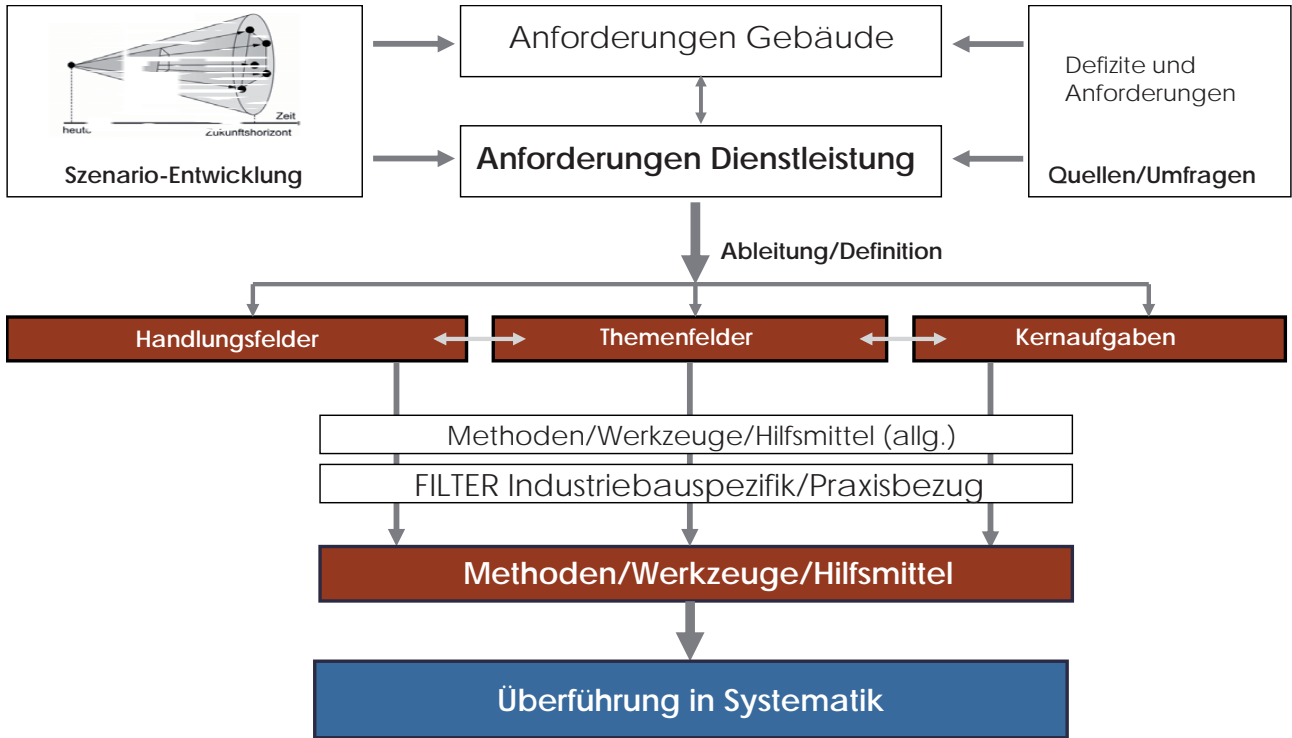 Anforderungen Gebäude
Zeit
Zukunftshorizont
Szenario-Entwicklung
Defizite und
Anforderungen
Anforderungen Dienstleistung
Quellen/Umfragen
Ableitung/Definition
Handlungsfelder
Themenfelder
Kernaufgaben
Methoden/Werkzeuge/Hilfsmittel (allg.)
FILTER Industriebauspezifik/Praxisbezug
Methoden/Werkzeuge/Hilfsmittel
Überführung in Systematik